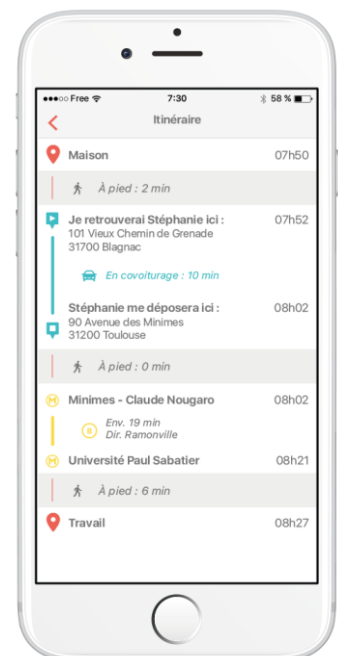 Free 7:30 58 %
Itinéraire
Maison 07h50
À pied : 2 min
Je retrouverai Stéphanie ici : 07h52
101 Vieux Chemin de Grenade
31700 Blagnac
En covoiturage : 10 min
Stéphanie me déposera ici : 08h02
90 Avenue des Minimes
31200 Toulouse
À pied : 0 min
M Minimes - Claude Nougaro 08h02
B Env. 19 min
Dir. Ramonville
M Université Paul Sabatier 08h21
À pied : 6 min
Travail 08h27